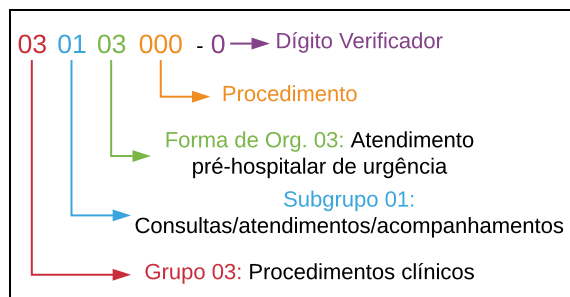 03 01 03 000 - 0 Dígito Verificador
Procedimento
Forma de Org. 03: Atendimento
pré-hospitalar de urgência
Subgrupo 01:
Consultas/atendimentos/acompanhamentos
Grupo 03: Procedimentos clínicos